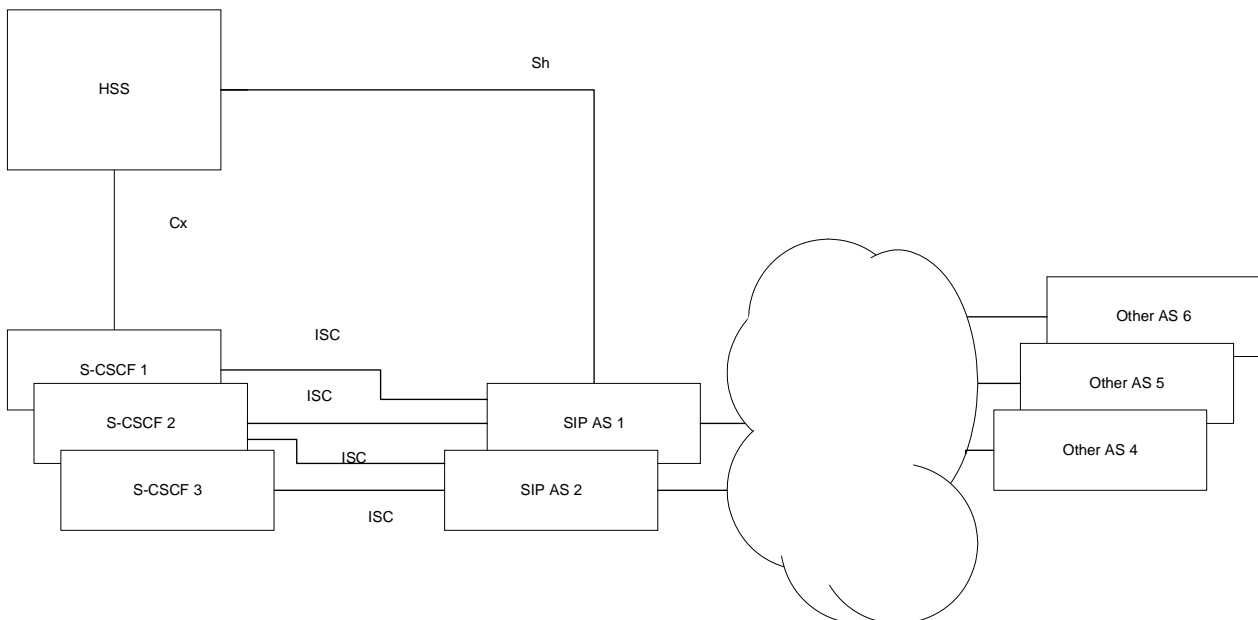 Sh
HSS
Cx
ISC
Other AS 6
S-CSCF 1
ISC
Other AS 5
S-CSCF 2
SIP AS 1
Other AS 4
ISC
S-CSCF 3
SIP AS 2
ISC